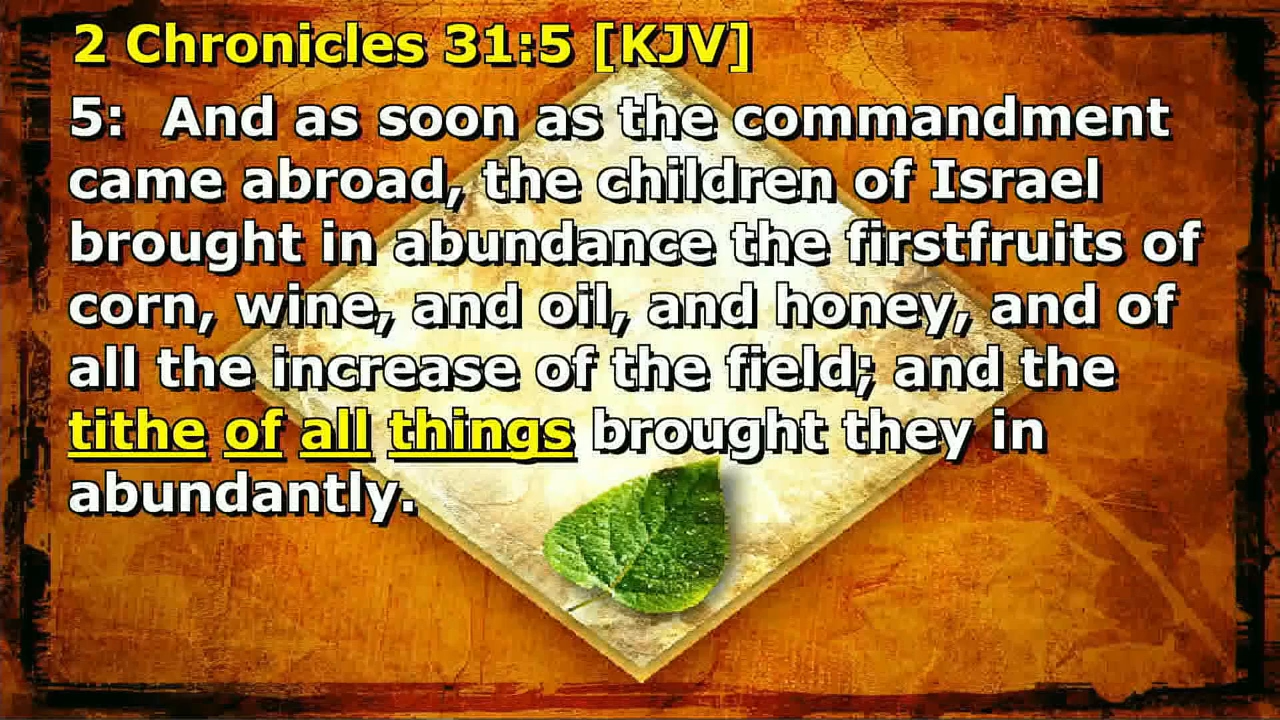 2 Chronicles 31:5 [KJV]
5:  And as soon as the commandment
came abroad, the children of Israel
brought in abundance the firstfruits of
corn, wine, and oil, and honey, and of
all the increase of the field; and the
tithe of all things brought they in
abundantly.